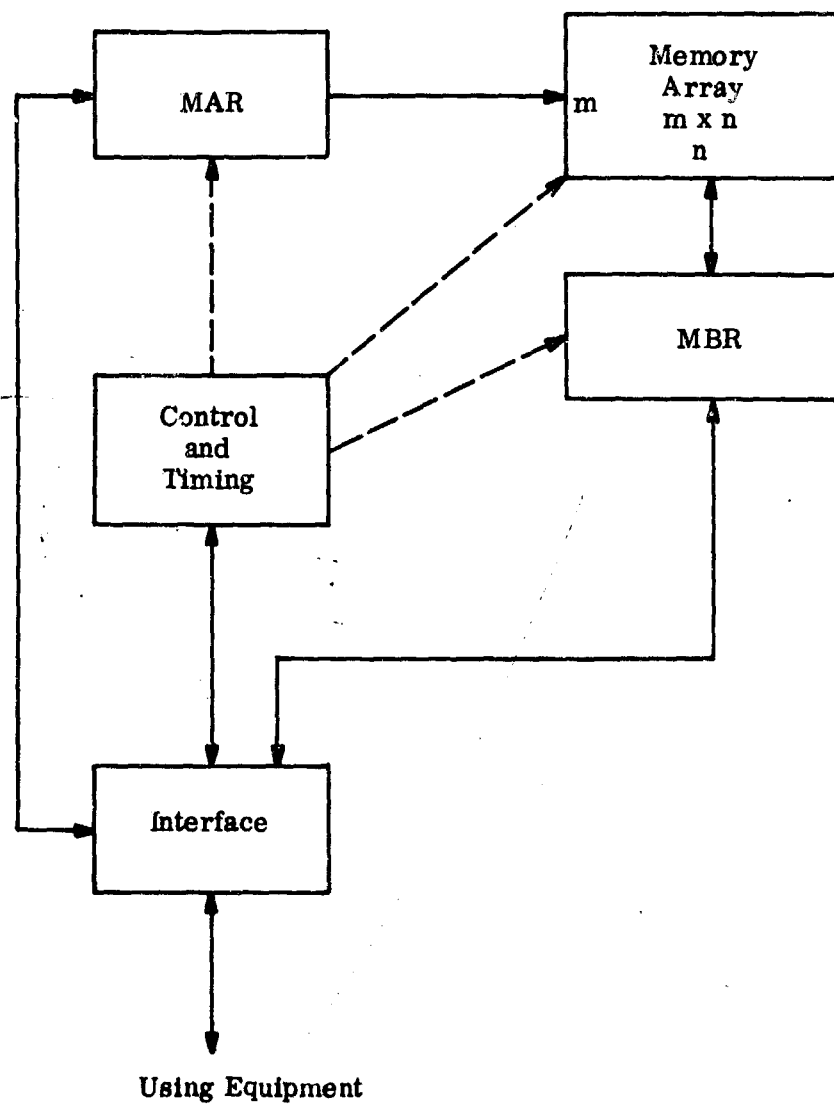 MAR
Memory
Array
m x n
n
m
MBR
Control
and
Timing
Interface
Using Equipment